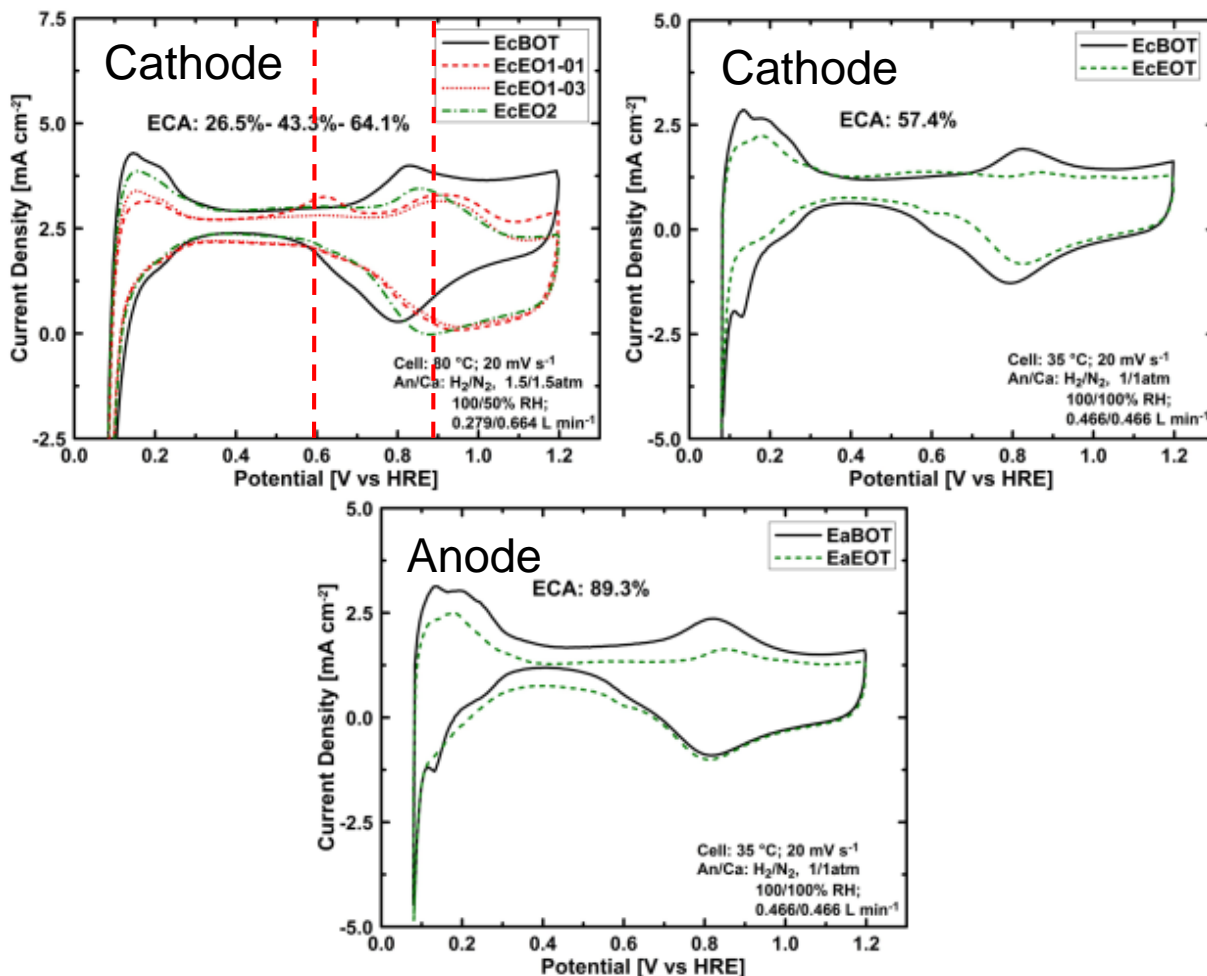 Cathode
EcBOT
EcEO1-01
EcEO1-03
EcEO2
ECA: 26.5%- 43.3%- 64.1%
7.5
5.0
2.5
0.0
-2.5
Current Density [mA cm⁻²]
Cell: 80 °C; 20 mV s⁻¹
An/Ca: H₂/N₂, 1.5/1.5atm
100/50% RH;
0.279/0.664 L min⁻¹
0.0 0.2 0.4 0.6 0.8 1.0 1.2
Potential [V vs HRE]
Cathode
EcBOT
EcEOT
ECA: 57.4%
5.0
2.5
0.0
-2.5
-5.0
Current Density [mA cm⁻²]
Cell: 35 °C; 20 mV s⁻¹
An/Ca: H₂/N₂, 1/1atm
100/100% RH;
0.466/0.466 L min⁻¹
0.0 0.2 0.4 0.6 0.8 1.0 1.2
Potential [V vs HRE]
Anode
EaBOT
EaEOT
ECA: 89.3%
5.0
2.5
0.0
-2.5
-5.0
Current Density [mA cm⁻²]
Cell: 35 °C; 20 mV s⁻¹
An/Ca: H₂/N₂, 1/1atm
100/100% RH;
0.466/0.466 L min⁻¹
0.0 0.2 0.4 0.6 0.8 1.0 1.2
Potential [V vs HRE]